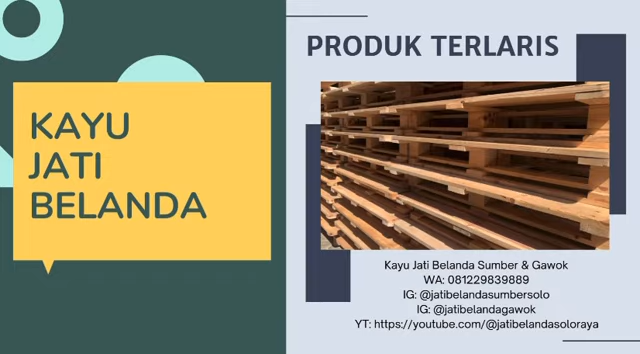 KAYU
JATI
BELANDA
PRODUK TERLARIS
Kayu Jati Belanda Sumber & Gawok
WA: 081229839889
IG: @jatibelandasumbersolo
IG: @jatibelandagawok
YT: https://youtube.com/@jatibelandasoloraya